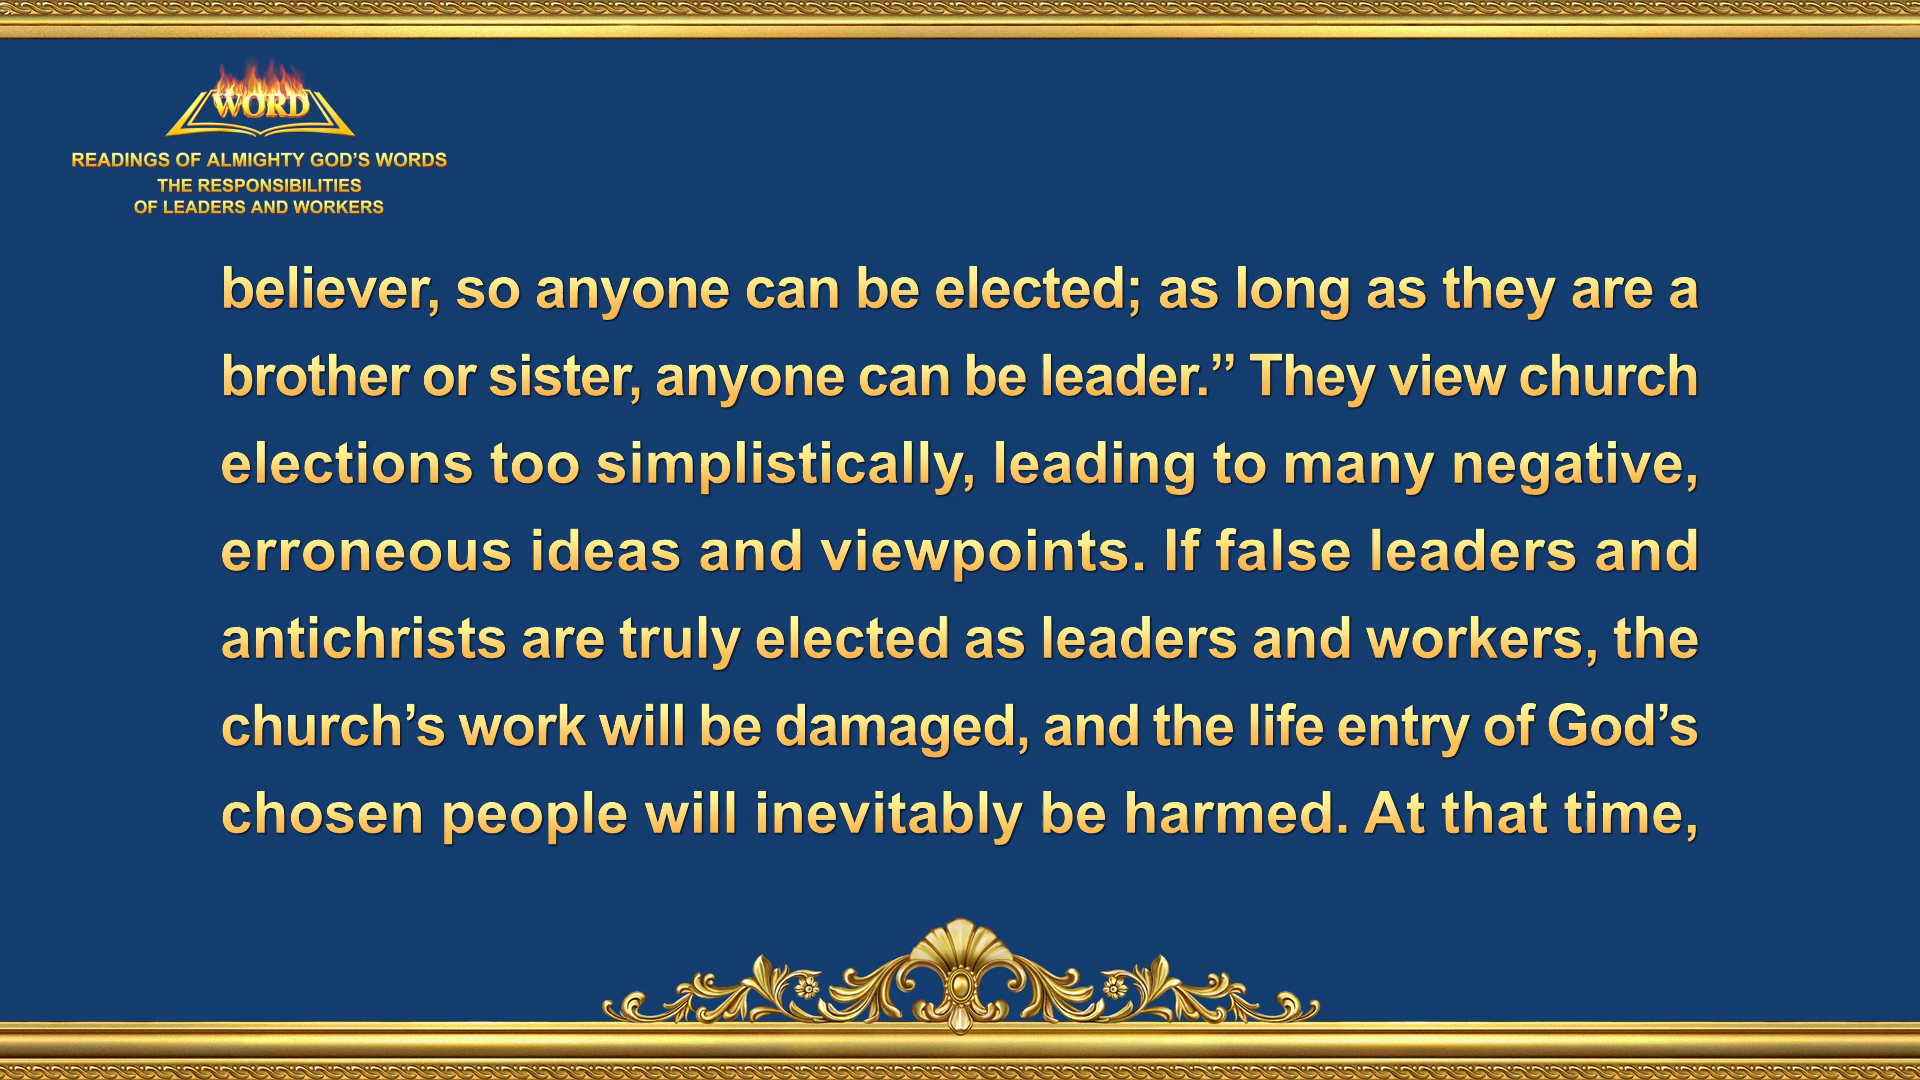 WORD
READINGS OF ALMIGHTY GOD’S WORDS
THE RESPONSIBILITIES
OF LEADERS AND WORKERS
believer, so anyone can be elected; as long as they are a
brother or sister, anyone can be leader.” They view church
elections too simplistically, leading to many negative,
erroneous ideas and viewpoints. If false leaders and
antichrists are truly elected as leaders and workers, the
church’s work will be damaged, and the life entry of God’s
chosen people will inevitably be harmed. At that time,